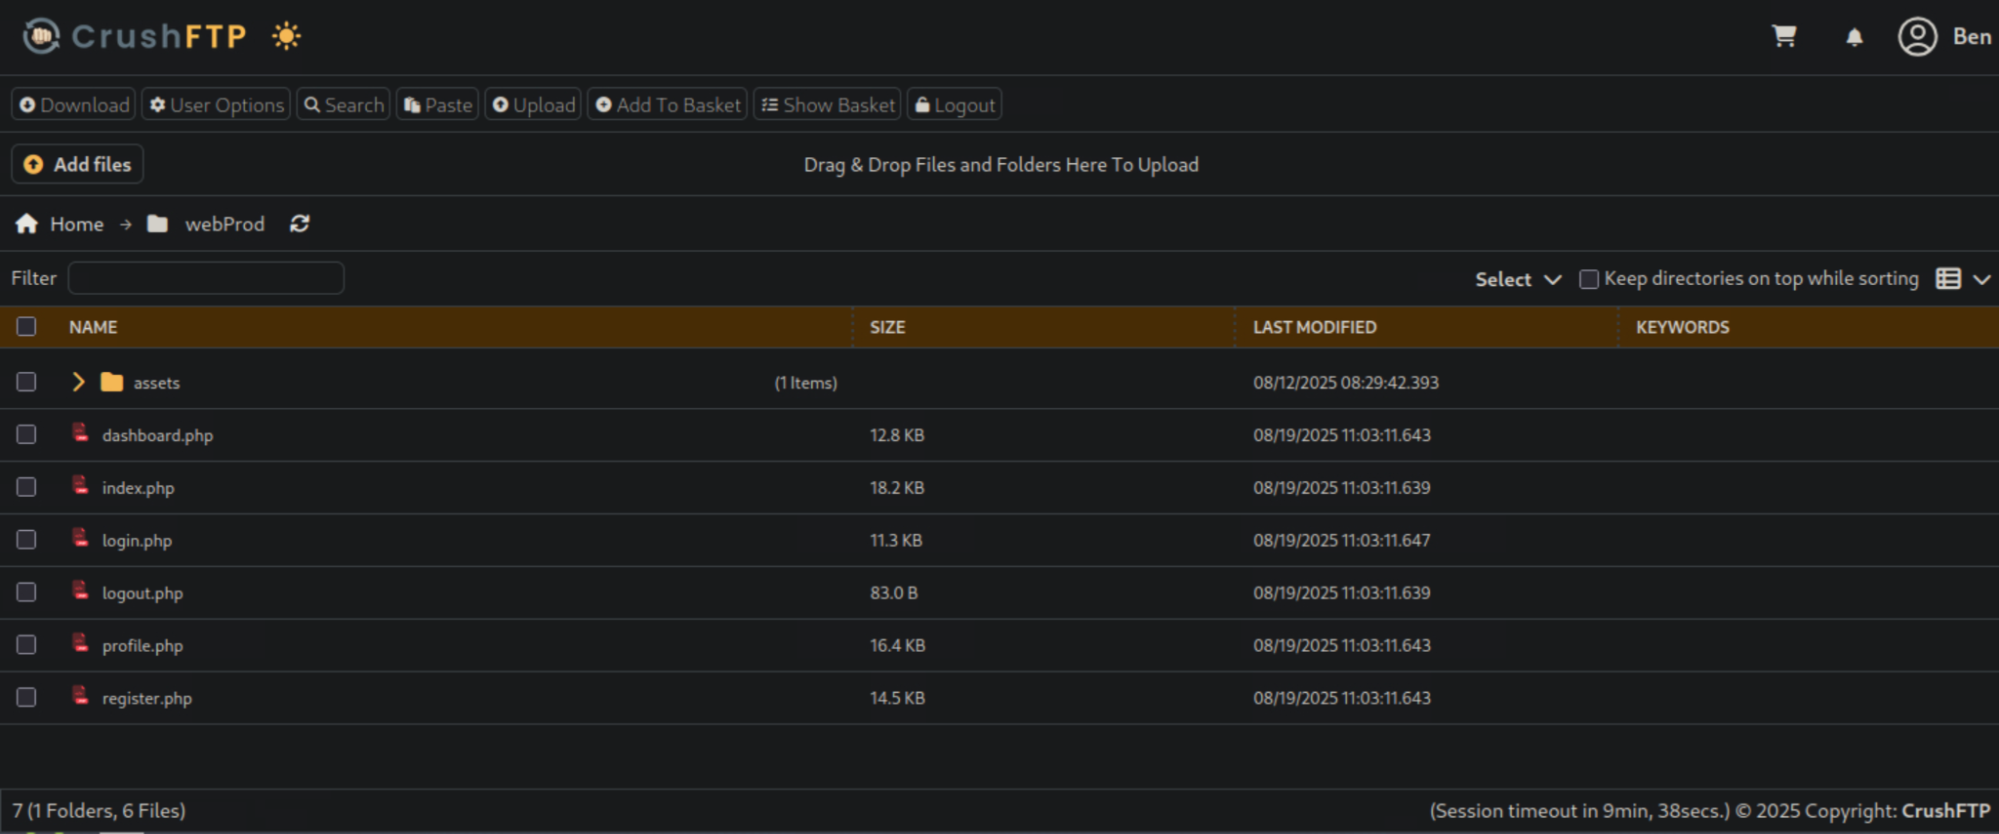 CrushFTP
Ben
Download User Options Search Paste Upload Add To Basket Show Basket Logout
Add files
Drag & Drop Files and Folders Here To Upload
Home → webProd
Filter
Select Keep directories on top while sorting
NAME SIZE LAST MODIFIED KEYWORDS
assets (1 Items) 08/12/2025 08:29:42.393
dashboard.php 12.8 KB 08/19/2025 11:03:11.643
index.php 18.2 KB 08/19/2025 11:03:11.639
login.php 11.3 KB 08/19/2025 11:03:11.647
logout.php 83.0 B 08/19/2025 11:03:11.639
profile.php 16.4 KB 08/19/2025 11:03:11.643
register.php 14.5 KB 08/19/2025 11:03:11.643
7 (1 Folders, 6 Files)
(Session timeout in 9min, 38secs.) © 2025 Copyright: CrushFTP